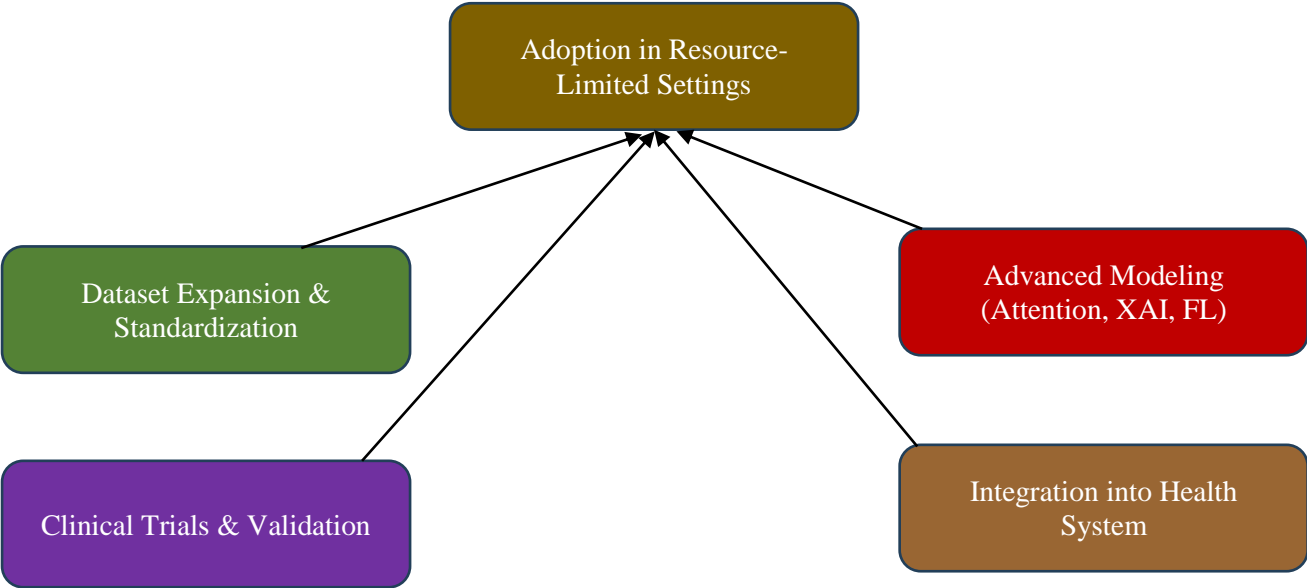 Adoption in Resource-
Limited Settings
Dataset Expansion &
Standardization
Advanced Modeling
(Attention, XAI, FL)
Clinical Trials & Validation
Integration into Health
System